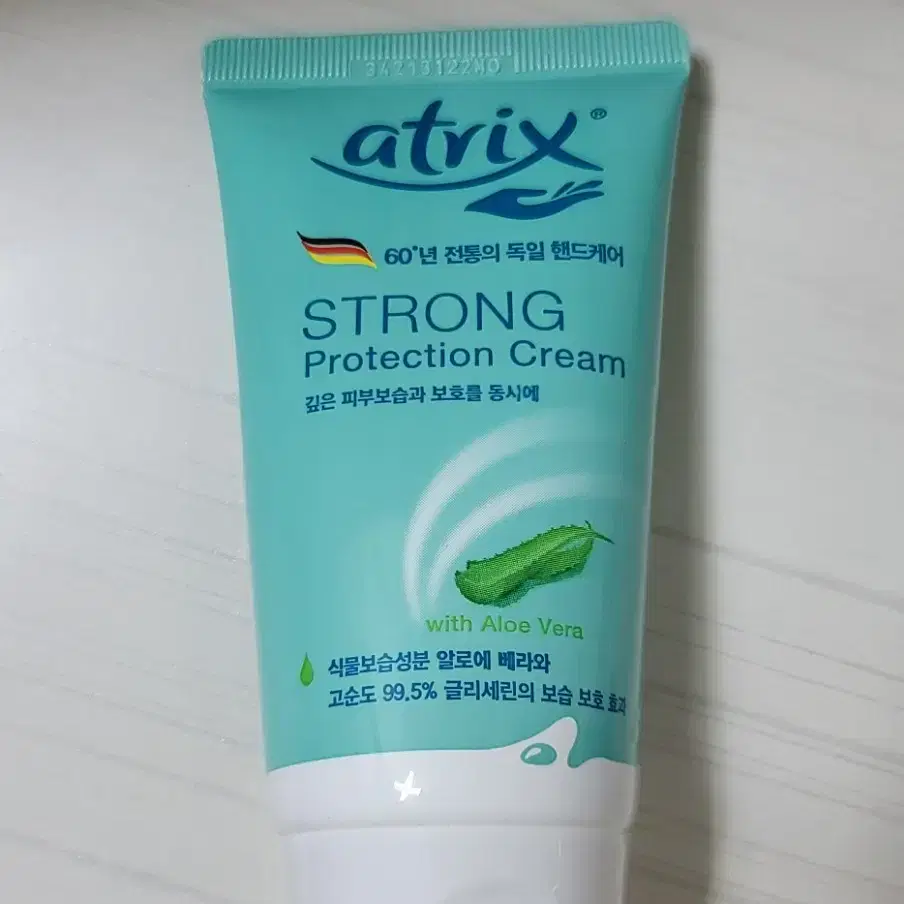 34213122MO
atrix®
60*년 전통의 독일 핸드케어
STRONG
Protection Cream
깊은 피부보습과 보호를 동시에
with Aloe Vera
식물보습성분 알로에 베라와
고순도 99.5% 글리세린의 보습 보호 효과